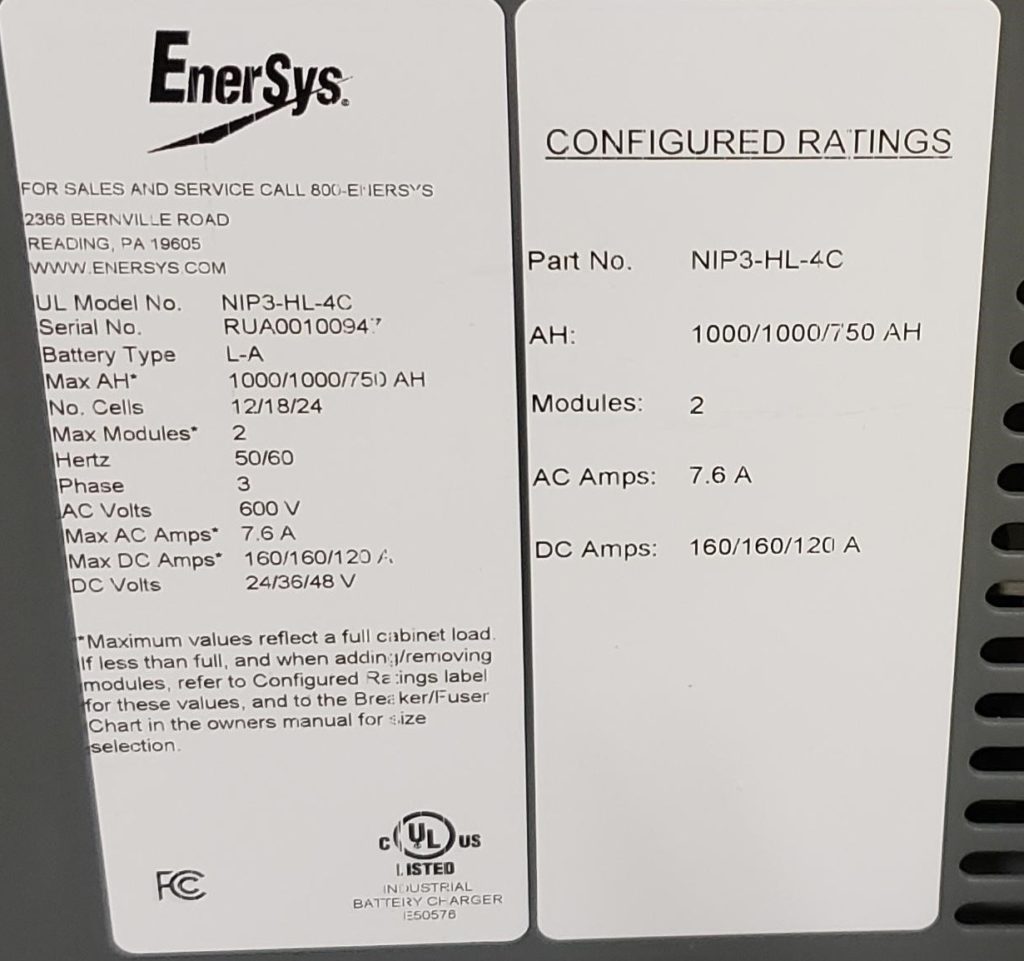 EnerSys®
FOR SALES AND SERVICE CALL 800-ENERSYS
2366 BERNVILLE ROAD
READING, PA 19605
WWW.ENERSYS.COM
UL Model No. NIP3-HL-4C
Serial No.
Battery Type L-A
Max AH* 1000/1000/750 AH
No. Cells 12/18/24
Max Modules* 2
Hertz 50/60
Phase 3
AC Volts 600 V
Max AC Amps* 7.6 A
Max DC Amps* 160/160/120 A
DC Volts 24/36/48 V
*Maximum values reflect a full cabinet load.
If less than full, and when adding/removing
modules, refer to Configured Ratings label
for these values, and to the Breaker/Fuser
Chart in the owners manual for size
selection.
FCC
C UL US
LISTED
INDUSTRIAL
BATTERY CHARGER
IE50576
CONFIGURED RATINGS
Part No. NIP3-HL-4C
AH: 1000/1000/750 AH
Modules: 2
AC Amps: 7.6 A
DC Amps: 160/160/120 A